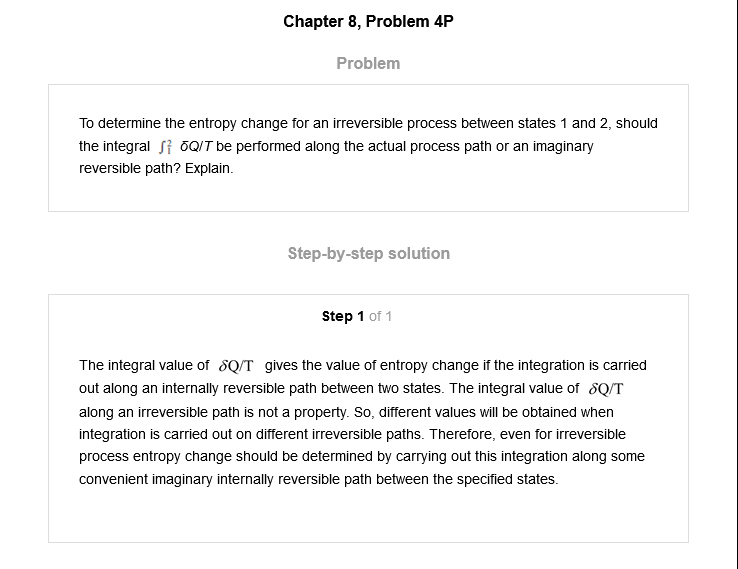 Chapter 8, Problem 4P
Problem
To determine the entropy change for an irreversible process between states 1 and 2, should
the integral ∫₁² δQ/T be performed along the actual process path or an imaginary
reversible path? Explain.
Step-by-step solution
Step 1 of 1
The integral value of δQ/T gives the value of entropy change if the integration is carried
out along an internally reversible path between two states. The integral value of δQ/T
along an irreversible path is not a property. So, different values will be obtained when
integration is carried out on different irreversible paths. Therefore, even for irreversible
process entropy change should be determined by carrying out this integration along some
convenient imaginary internally reversible path between the specified states.